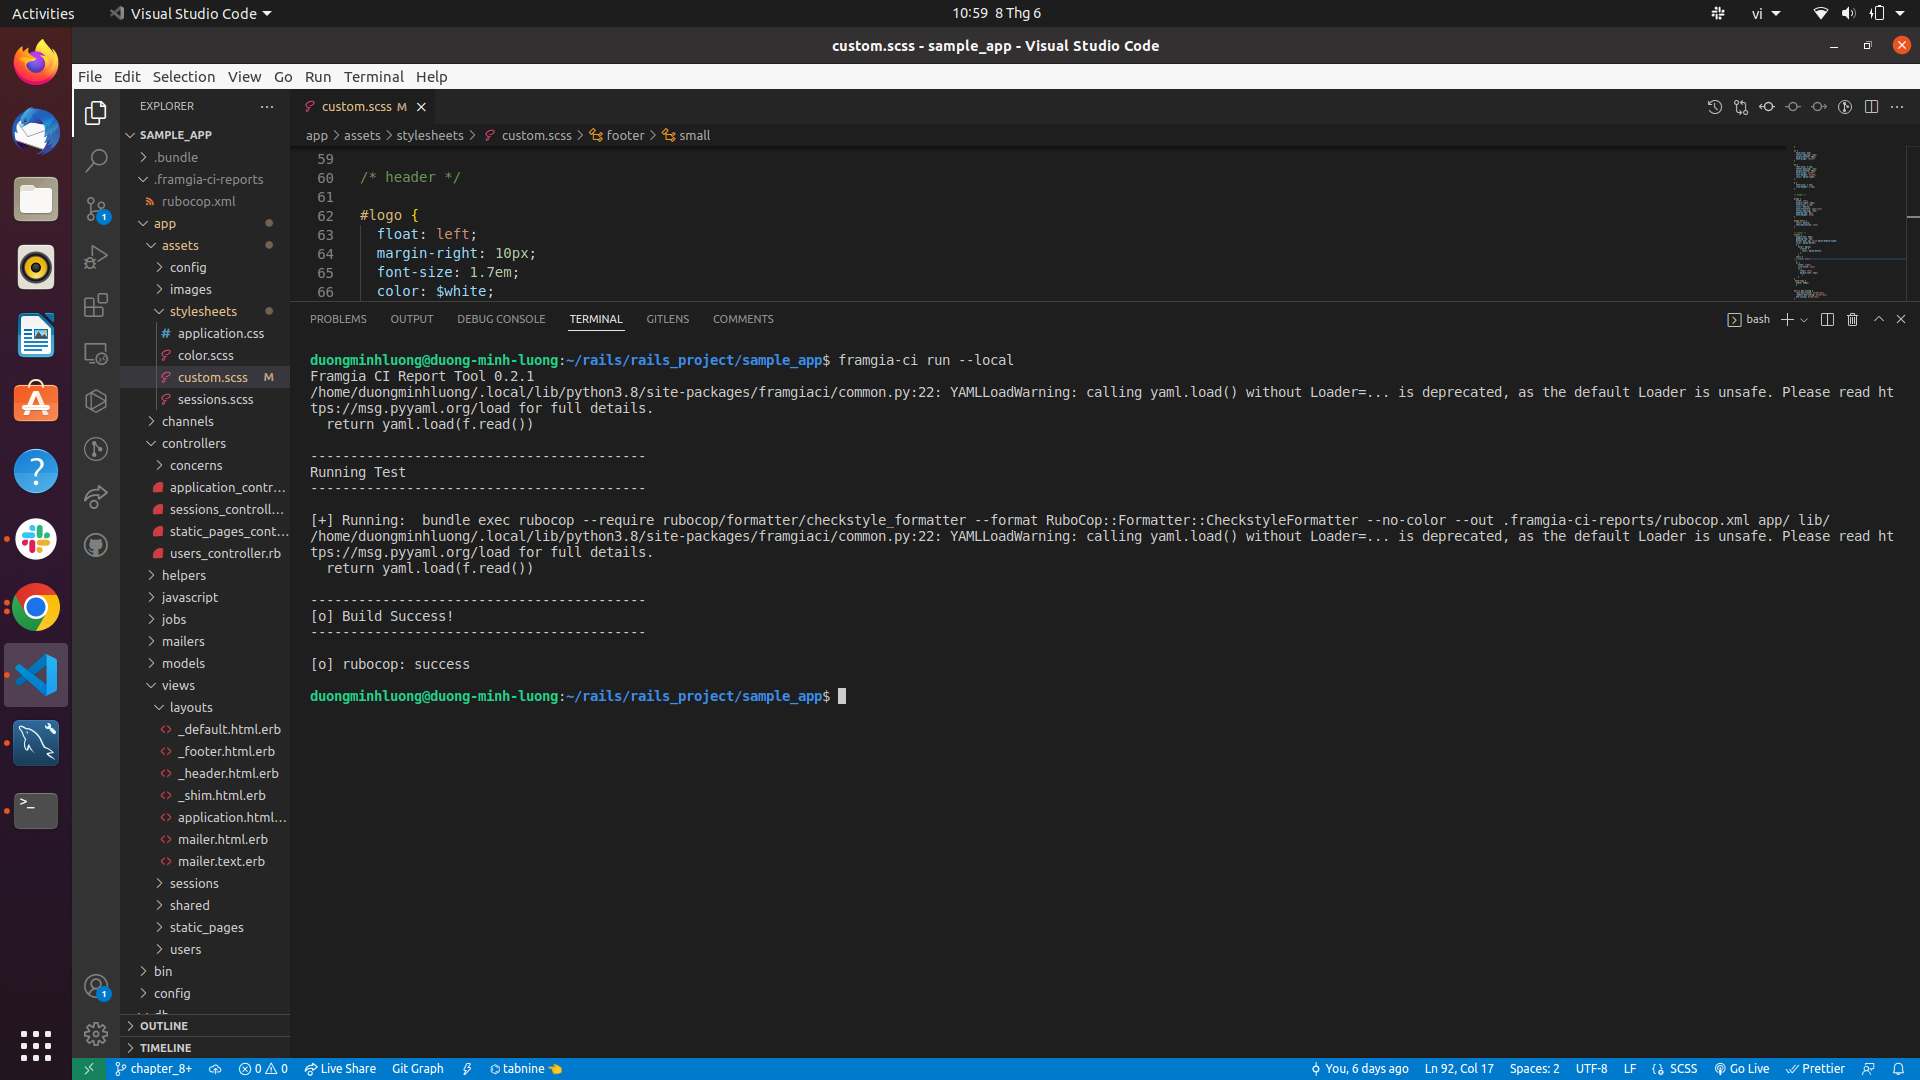 Activities
Visual Studio Code
10:59 8 Thg 6
vi
custom.scss - sample_app - Visual Studio Code
File Edit Selection View Go Run Terminal Help
EXPLORER
SAMPLE_APP
.bundle
.framgia-ci-reports
rubocop.xml
app
assets
config
images
stylesheets
application.css
color.scss
custom.scss M
sessions.scss
channels
controllers
concerns
application_contr...
sessions_controll...
static_pages_cont...
users_controller.rb
helpers
javascript
jobs
mailers
models
views
layouts
_default.html.erb
_footer.html.erb
_header.html.erb
_shim.html.erb
application.html...
mailer.html.erb
mailer.text.erb
sessions
shared
static_pages
users
bin
config
OUTLINE
TIMELINE
1
1
custom.scss M
app > assets > stylesheets > custom.scss > footer > small
59
60 /* header */
61
62 #logo {
63 float: left;
64 margin-right: 10px;
65 font-size: 1.7em;
66 color: $white;
PROBLEMS OUTPUT DEBUG CONSOLE TERMINAL GITLENS COMMENTS
bash
duongminhluong@duong-minh-luong:~/rails/rails_project/sample_app$ framgia-ci run --local
Framgia CI Report Tool 0.2.1
/home/duongminhluong/.local/lib/python3.8/site-packages/framgiaci/common.py:22: YAMLLoadWarning: calling yaml.load() without Loader=... is deprecated, as the default Loader is unsafe. Please read ht
tps://msg.pyyaml.org/load for full details.
return yaml.load(f.read())
------------------------------------------
Running Test
------------------------------------------
[+] Running:  bundle exec rubocop --require rubocop/formatter/checkstyle_formatter --format RuboCop::Formatter::CheckstyleFormatter --no-color --out .framgia-ci-reports/rubocop.xml app/ lib/
/home/duongminhluong/.local/lib/python3.8/site-packages/framgiaci/common.py:22: YAMLLoadWarning: calling yaml.load() without Loader=... is deprecated, as the default Loader is unsafe. Please read ht
tps://msg.pyyaml.org/load for full details.
return yaml.load(f.read())
------------------------------------------
[o] Build Success!
------------------------------------------
[o] rubocop: success
duongminhluong@duong-minh-luong:~/rails/rails_project/sample_app$
chapter_8+ 0 0 Live Share Git Graph tabnine
You, 6 days ago Ln 92, Col 17 Spaces: 2 UTF-8 LF SCSS Go Live Prettier